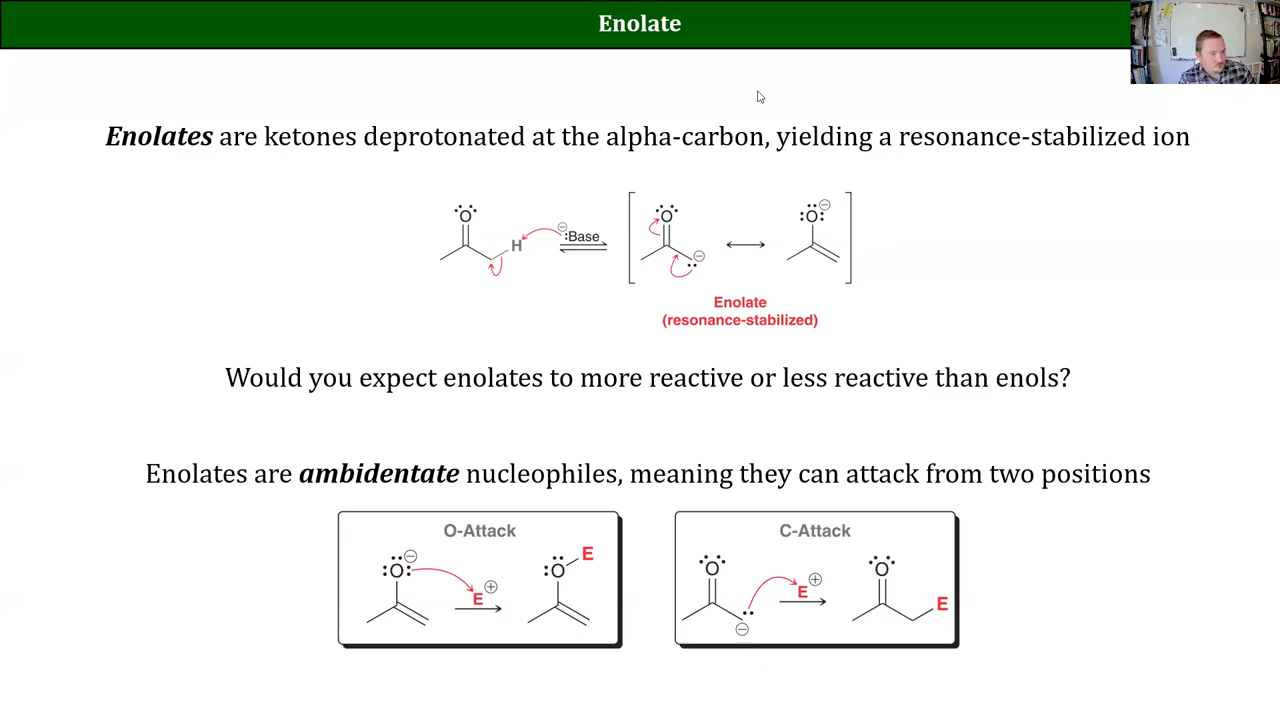 Enolate
Enolates are ketones deprotonated at the alpha-carbon, yielding a resonance-stabilized ion
O
H
⊖
:Base
O
⊖
O
⊖
Enolate
(resonance-stabilized)
Would you expect enolates to more reactive or less reactive than enols?
Enolates are ambidentate nucleophiles, meaning they can attack from two positions
O-Attack
O
⊖
E
⊕
O
E
C-Attack
O
⊖
E
⊕
O
E